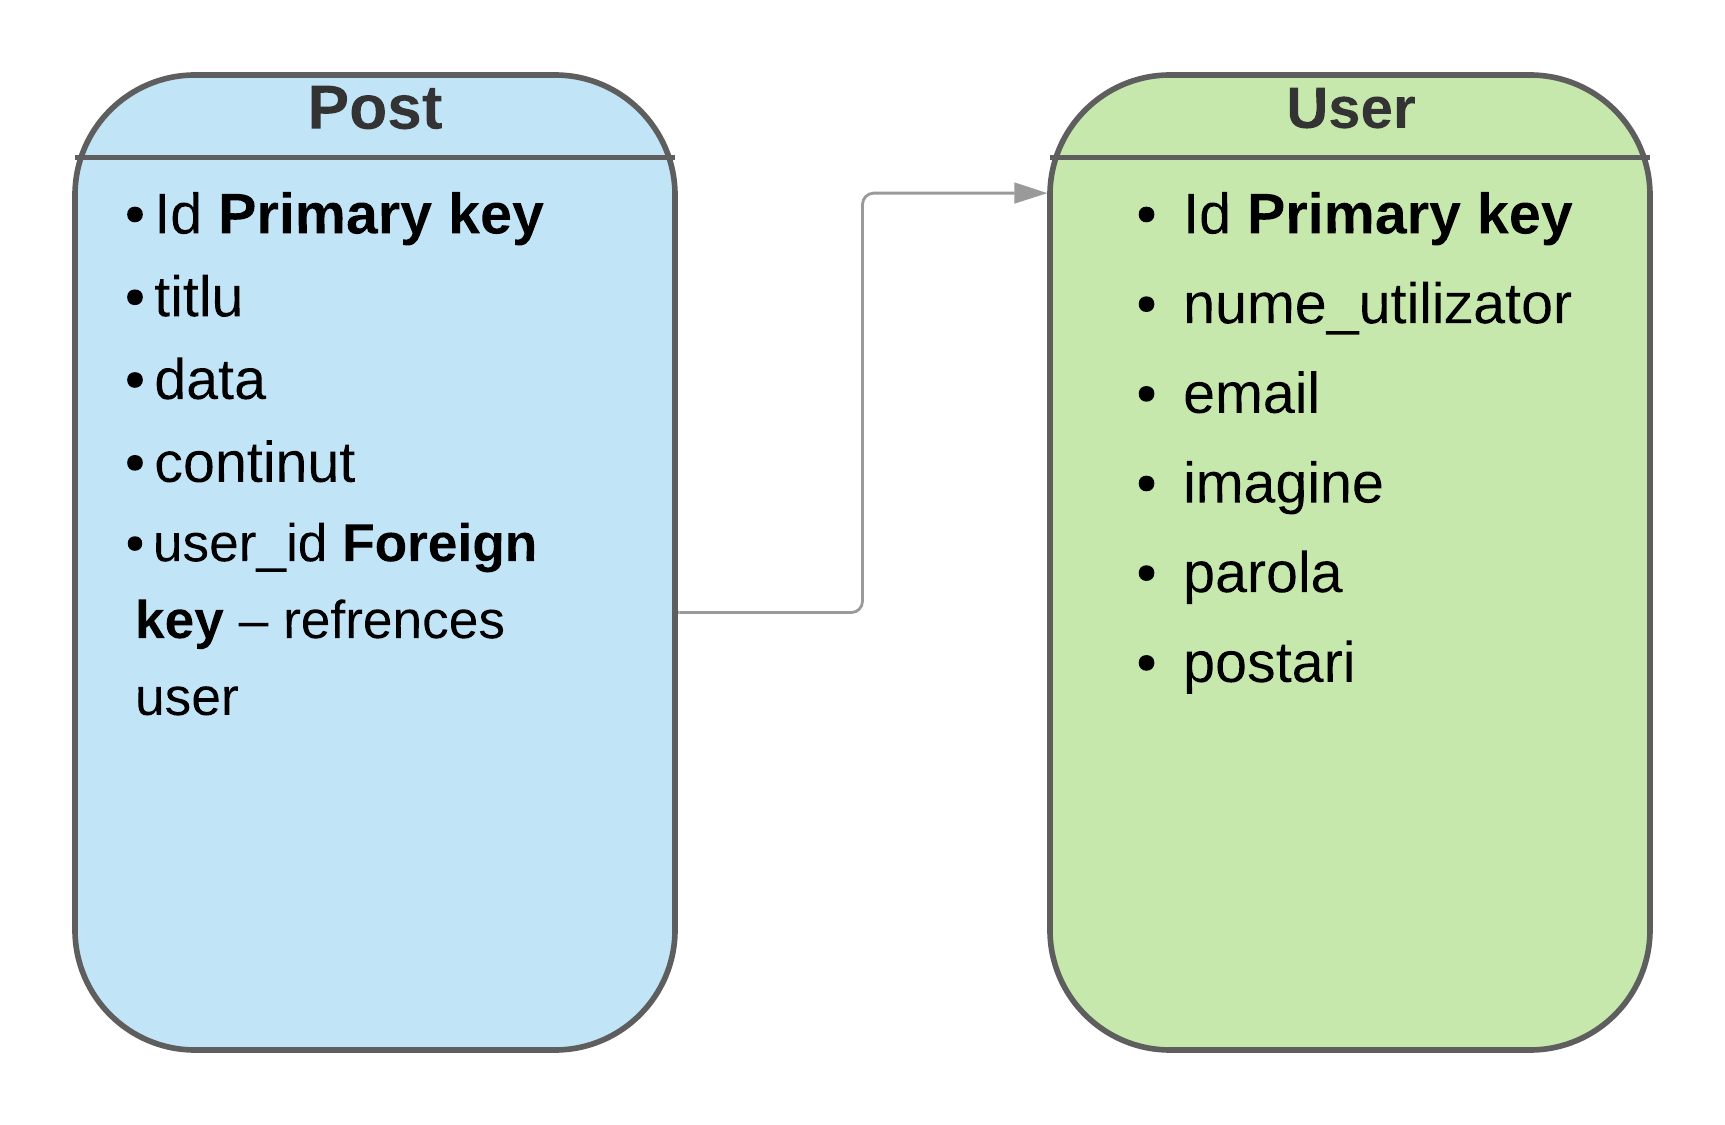 Post
• Id Primary key
• titlu
• data
• continut
• user_id Foreign
key – refrences
user
User
• Id Primary key
• nume_utilizator
• email
• imagine
• parola
• postari